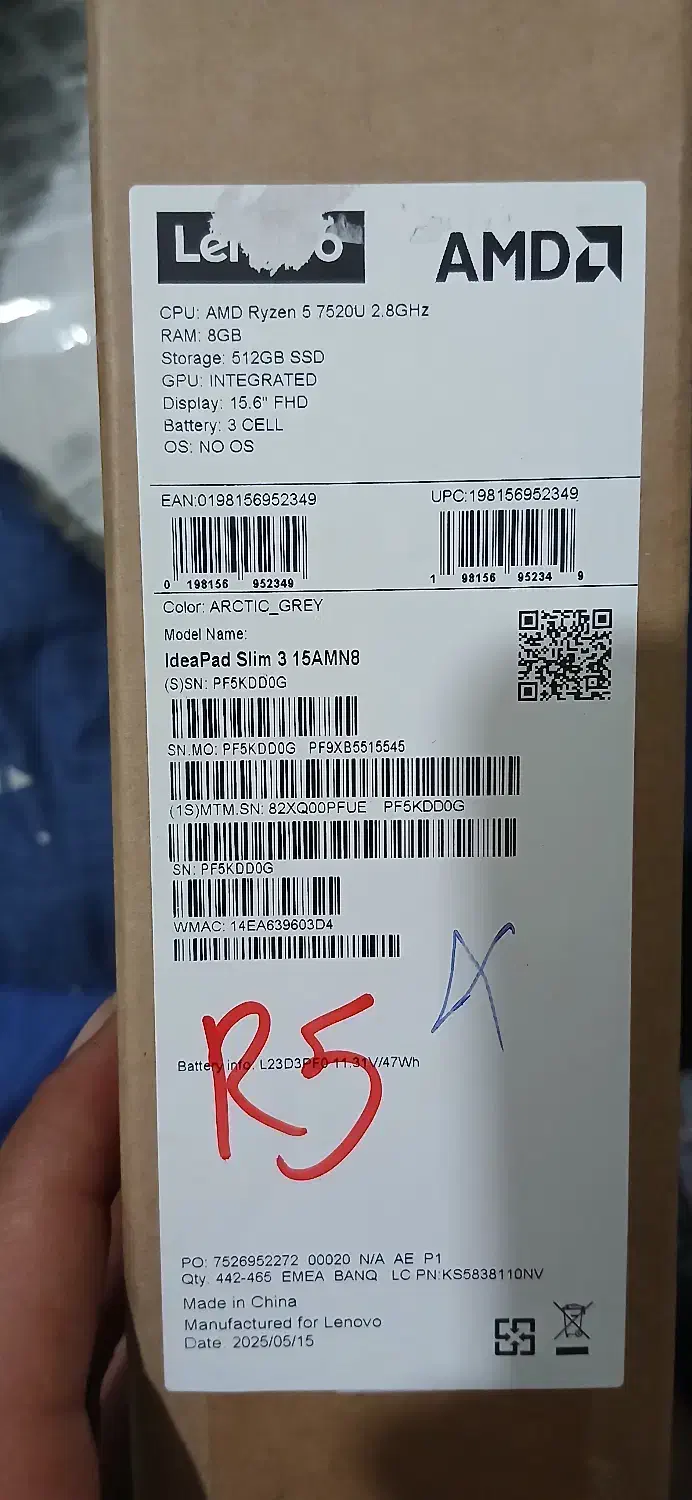 Lenovo
AMD
CPU: AMD Ryzen 5 7520U 2.8GHz
RAM: 8GB
Storage: 512GB SSD
GPU: INTEGRATED
Display: 15.6" FHD
Battery: 3 CELL
OS: NO OS
EAN:0198156952349 UPC:198156952349
0 198156 952349 1 98156 95234 9
Color: ARCTIC_GREY
Model Name:
IdeaPad Slim 3 15AMN8
(S)SN: PF5KDD0G
SN.MO: PF5KDD0G PF9XB5515545
(1S)MTM.SN: 82XQ00PFUE PF5KDD0G
SN: PF5KDD0G
WMAC: 14EA639603D4
R5
Battery info: L23D3PF0 11.31V/47Wh
PO: 7526952272 00020 N/A AE P1
Qty. 442-465 EMEA BANQ LC PN:KS5838110NV
Made in China
Manufactured for Lenovo
Date: 2025/05/15